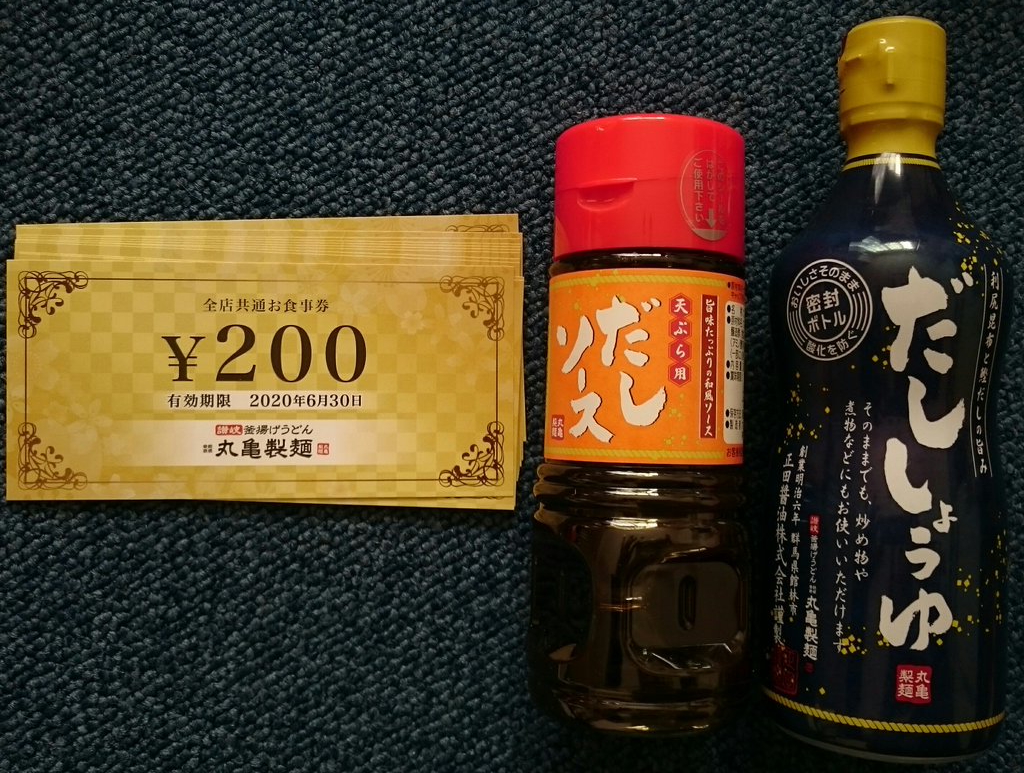 全店共通お食事券
¥200
有効期限 2020年6月30日
讃岐釜揚げうどん
丸亀製麺
はがして
ご使用下さい
旨味たっぷりの和風ソース
天ぷら用
だし
ソース
丸亀
製麺
おいしさそのまま
密封
ボトル
酸化を防ぐ
利尻昆布と鰹だしの旨み
だししょうゆ
そのままでも、炒め物や
煮物などにもお使いいただけます
創業明治六年 群馬県館林市
正田醤油株式会社謹製
讃岐釜揚げうどん
丸亀製麺
丸亀
製麺